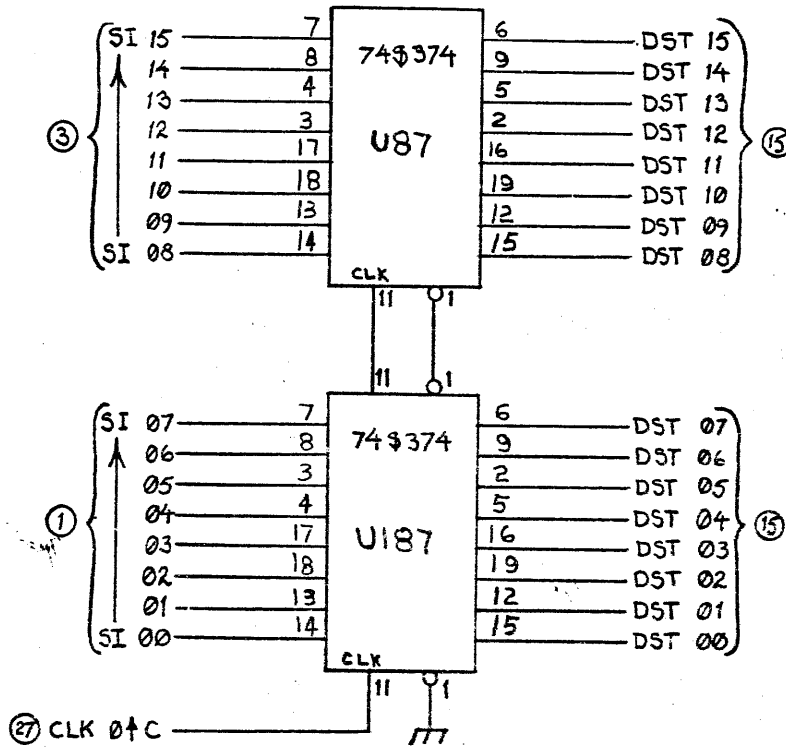 SI 15 7 74S374 6 DST 15
14 8 9 DST 14
13 4 5 DST 13
③ 12 3 U87 2 DST 12 ⑮
11 17 16 DST 11
10 18 19 DST 10
09 13 12 DST 09
SI 08 14 15 DST 08
CLK
11 1
11 1
SI 07 7 74S374 6 DST 07
06 8 9 DST 06
05 3 2 DST 05
① 04 4 5 DST 04 ⑮
03 17 U187 16 DST 03
02 18 19 DST 02
01 13 12 DST 01
SI 00 14 15 DST 00
CLK
11 1
㉗ CLK 0↑C